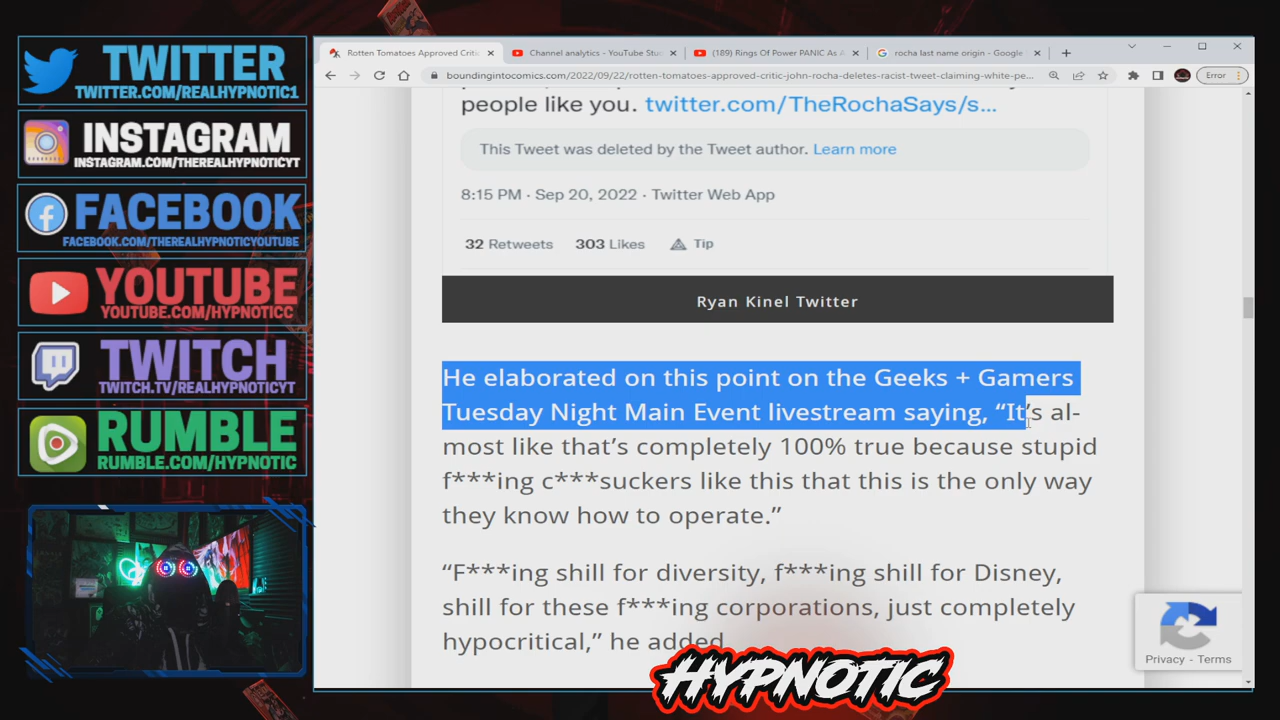 TWITTER
TWITTER.COM/REALHYPNOTIC1
INSTAGRAM
INSTAGRAM.COM/THEREALHYPNOTICYT
FACEBOOK
FACEBOOK.COM/THEREALHYPNOTICYOUTUBE
YOUTUBE
YOUTUBE.COM/HYPNOTICC
TWITCH
TWITCH.TV/REALHYPNOTICYT
RUMBLE
RUMBLE.COM/HYPNOTIC
Rotten Tomatoes Approved Critic
Channel analytics - YouTube Stu
(189) Rings Of Power PANIC As A
rocha last name origin - Google
boundingintocomics.com/2022/09/22/rotten-tomatoes-approved-critic-john-rocha-deletes-racist-tweet-claiming-white-pe...
Error
people like you. twitter.com/TheRochaSays/s...
This Tweet was deleted by the Tweet author. Learn more
8:15 PM · Sep 20, 2022 · Twitter Web App
32 Retweets 303 Likes Tip
Ryan Kinel Twitter
He elaborated on this point on the Geeks + Gamers
Tuesday Night Main Event livestream saying, “It’s al-
most like that’s completely 100% true because stupid
f***ing c***suckers like this that this is the only way
they know how to operate.”
“F***ing shill for diversity, f***ing shill for Disney,
shill for these f***ing corporations, just completely
hypocritical,” he added.
Privacy - Terms
HYPNOTIC